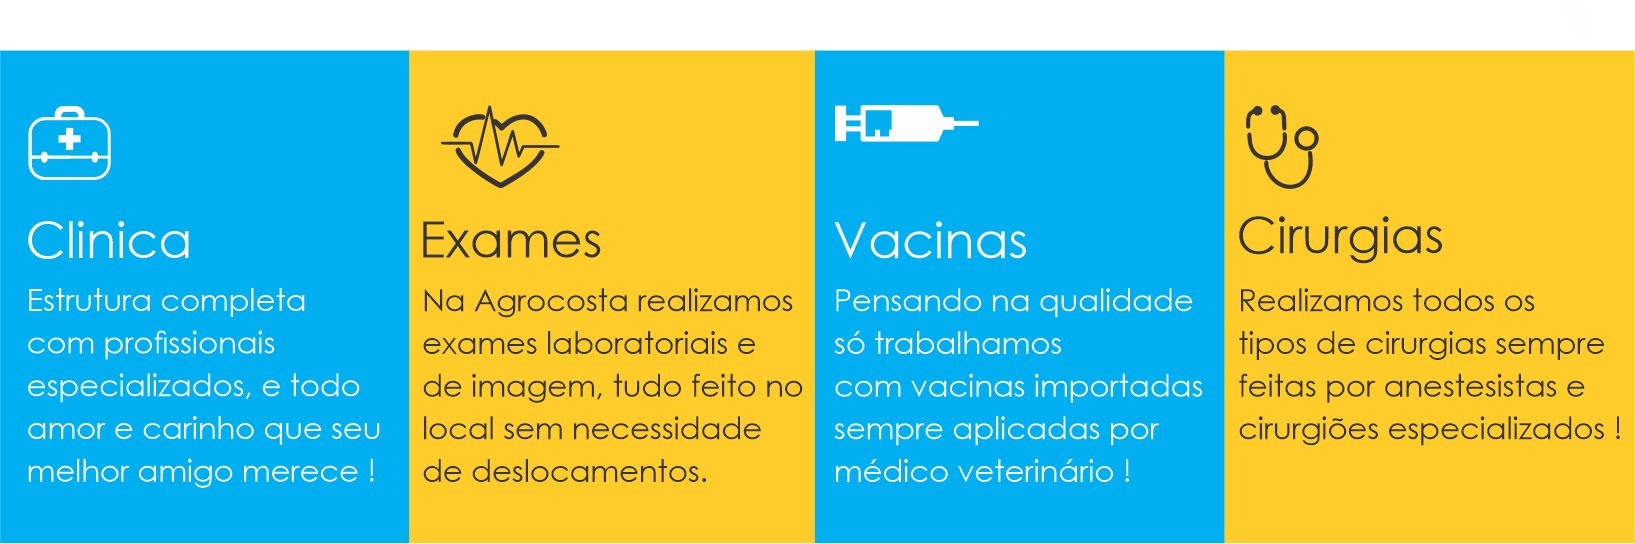 Clinica
Estrutura completa
com profissionais
especializados, e todo
amor e carinho que seu
melhor amigo merece !
Exames
Na Agrocosta realizamos
exames laboratoriais e
de imagem, tudo feito no
local sem necessidade
de deslocamentos.
Vacinas
Pensando na qualidade
só trabalhamos
com vacinas importadas
sempre aplicadas por
médico veterinário !
Cirurgias
Realizamos todos os
tipos de cirurgias sempre
feitas por anestesistas e
cirurgiões especializados !